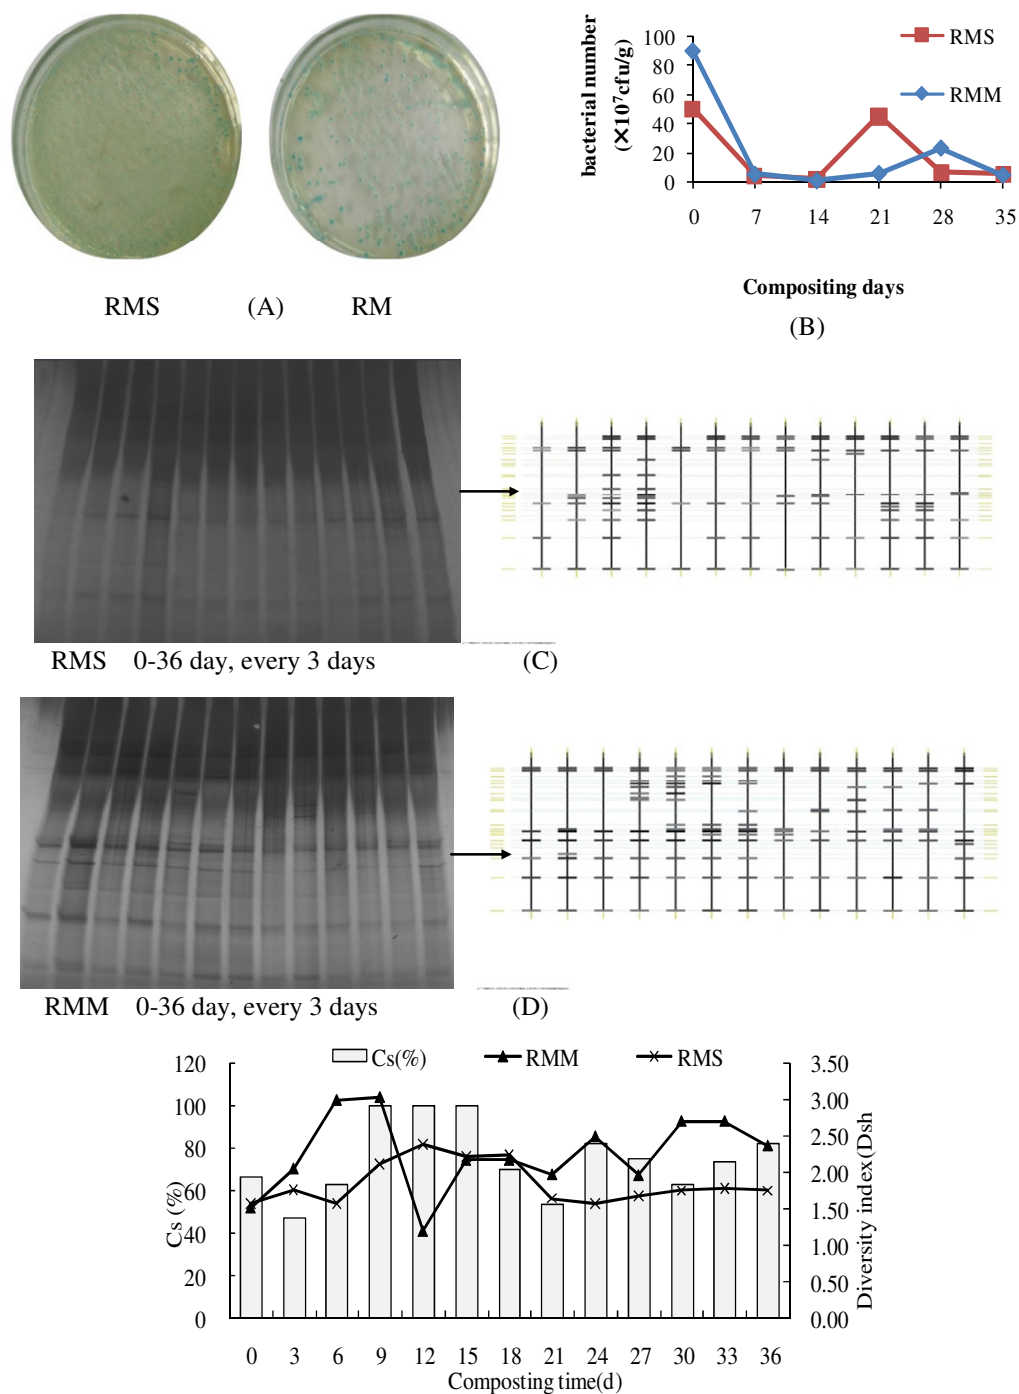 RMS (A) RM
bacterial number
(×10⁷cfu/g)
100
80
60
40
20
0
0 7 14 21 28 35
RMS
RMM
Compositing days
(B)
RMS 0-36 day, every 3 days (C)
RMM 0-36 day, every 3 days (D)
Cs(%) RMM RMS
Cs (%)
120
100
80
60
40
20
0
3.50
3.00
2.50
2.00
1.50
1.00
0.50
0.00
Diversity index(Dsh
0 3 6 9 12 15 18 21 24 27 30 33 36
Composting time(d)